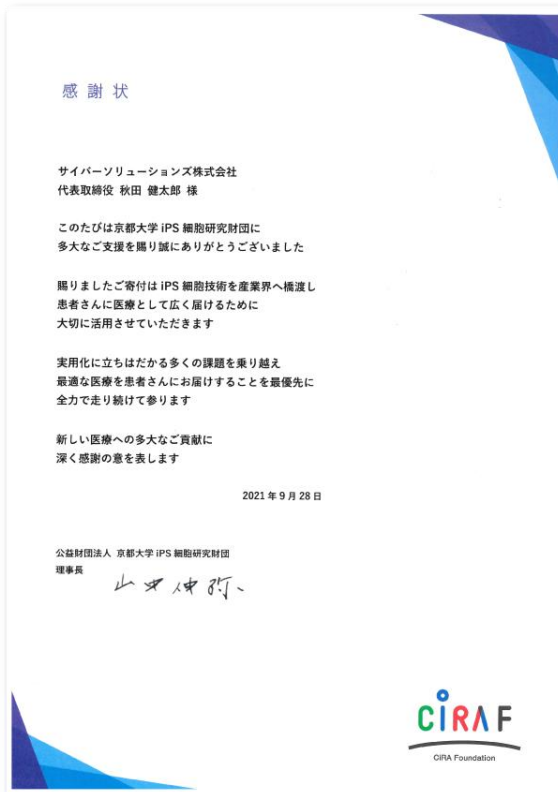 感謝状
サイバーソリューションズ株式会社
代表取締役 秋田 健太郎 様
このたびは京都大学 iPS 細胞研究財団に
多大なご支援を賜り誠にありがとうございました
賜りましたご寄付は iPS 細胞技術を産業界へ橋渡し
患者さんに医療として広く届けるために
大切に活用させていただきます
実用化に立ちはだかる多くの課題を乗り越え
最適な医療を患者さんにお届けすることを最優先に
全力で走り続けて参ります
新しい医療への多大なご貢献に
深く感謝の意を表します
2021 年 9 月 28 日
公益財団法人 京都大学 iPS 細胞研究財団
理事長
山中伸弥
CiRA F
CiRA Foundation